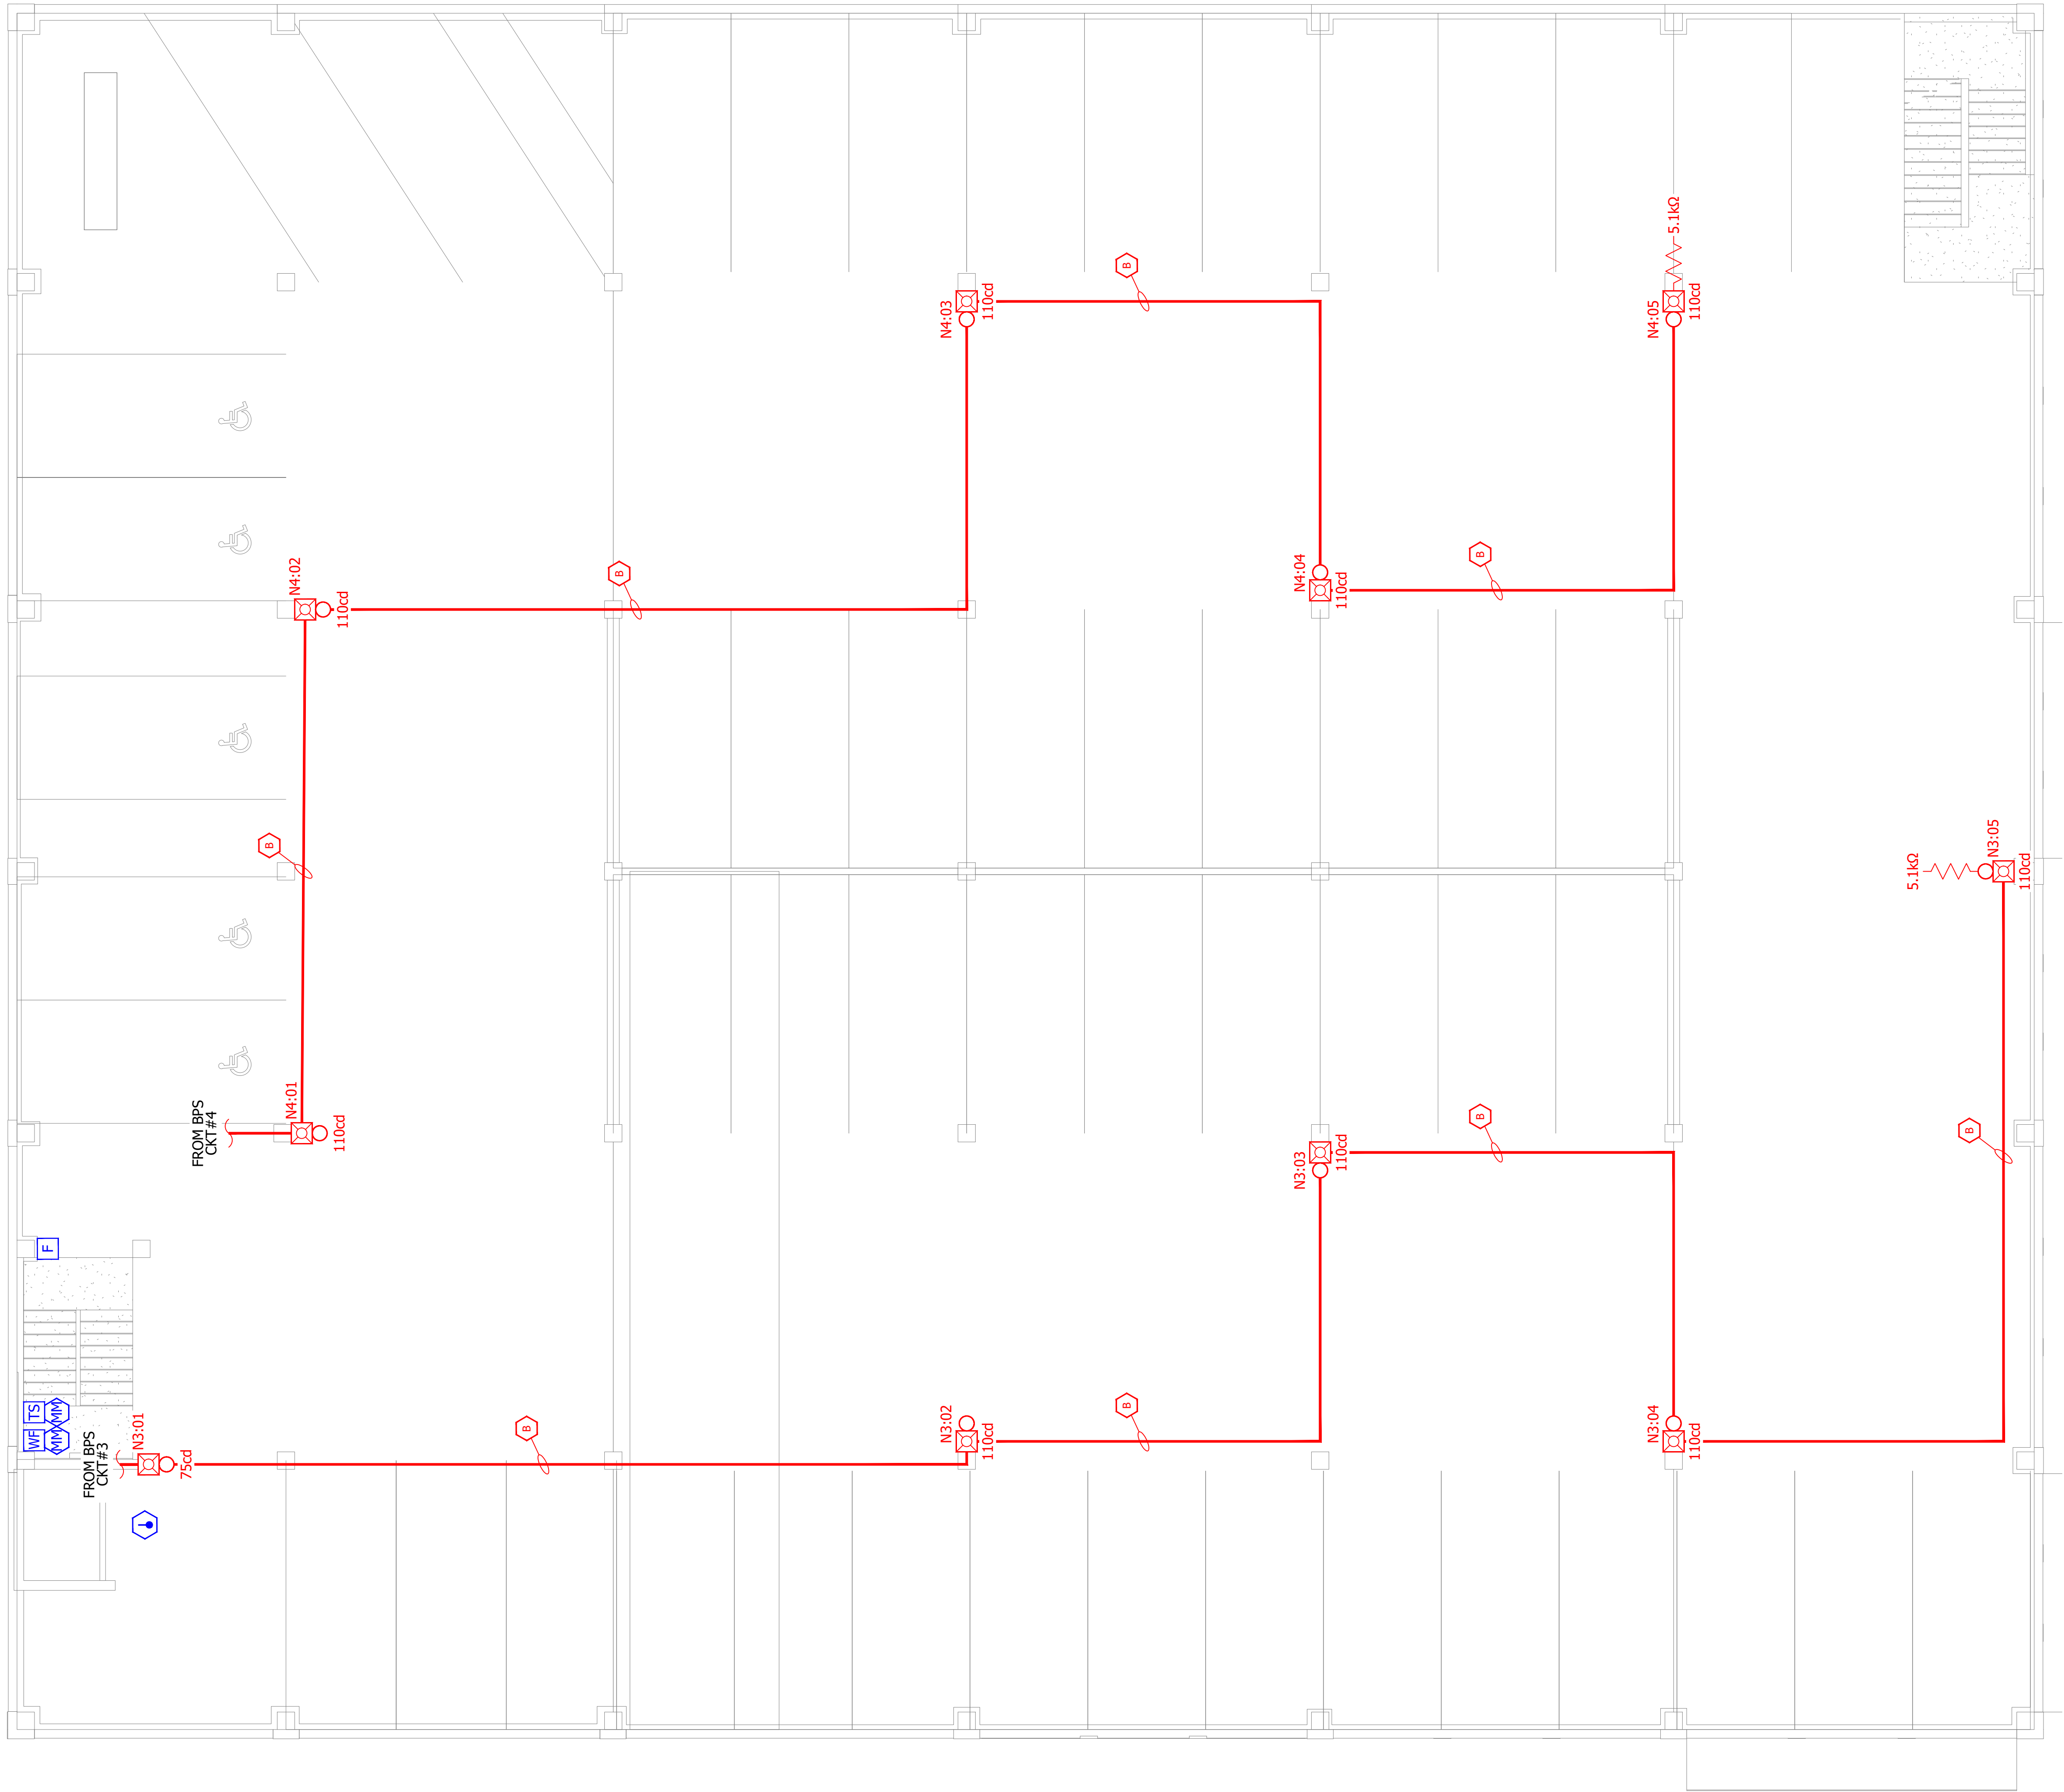 5.1kΩ
B
N4:03
110cd
N4:05
110cd
N4:02
110cd
B
N4:04
110cd
B
B
N3:05
110cd
5.1kΩ
N4:01
110cd
FROM BPS
CKT#4
B
N3:03
110cd
B
F
TS
MM
WF
MM
FROM BPS
CKT#3
N3:01
75cd
B
N3:02
110cd
B
N3:04
110cd